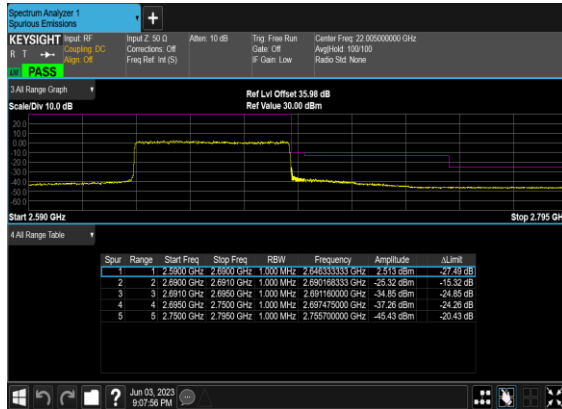 Spectrum Analyzer 1
Spurious Emissions
KEYSIGHT Input: RF Input Z: 50 Ω Atten: 10 dB Trig: Free Run Center Freq: 22.005000000 GHz
R T Coupling: DC Corrections: Off Gate: Off Avg|Hold: 100/100
Align: Off Freq Ref: Int (S) IF Gain: Low Radio Std: None
PASS
3 All Range Graph
Ref Lvl Offset 35.98 dB
Scale/Div 10.0 dB Ref Value 30.00 dBm
20.0
10.0
0.00
-10.0
-20.0
-30.0
-40.0
-50.0
-60.0
Start 2.590 GHz Stop 2.795 GH
4 All Range Table
Spur Range Start Freq Stop Freq RBW Frequency Amplitude ΔLimit
1 1 2.5900 GHz 2.6900 GHz 1.000 MHz 2.646333333 GHz 2.513 dBm -27.49 dB
2 2 2.6900 GHz 2.6910 GHz 1.000 MHz 2.690168333 GHz -25.32 dBm -15.32 dB
3 3 2.6910 GHz 2.6950 GHz 1.000 MHz 2.691160000 GHz -34.85 dBm -24.85 dB
4 4 2.6950 GHz 2.7500 GHz 1.000 MHz 2.697475000 GHz -37.26 dBm -24.26 dB
5 5 2.7500 GHz 2.7950 GHz 1.000 MHz 2.755700000 GHz -45.43 dBm -20.43 dB
? Jun 03, 2023
9:07:56 PM